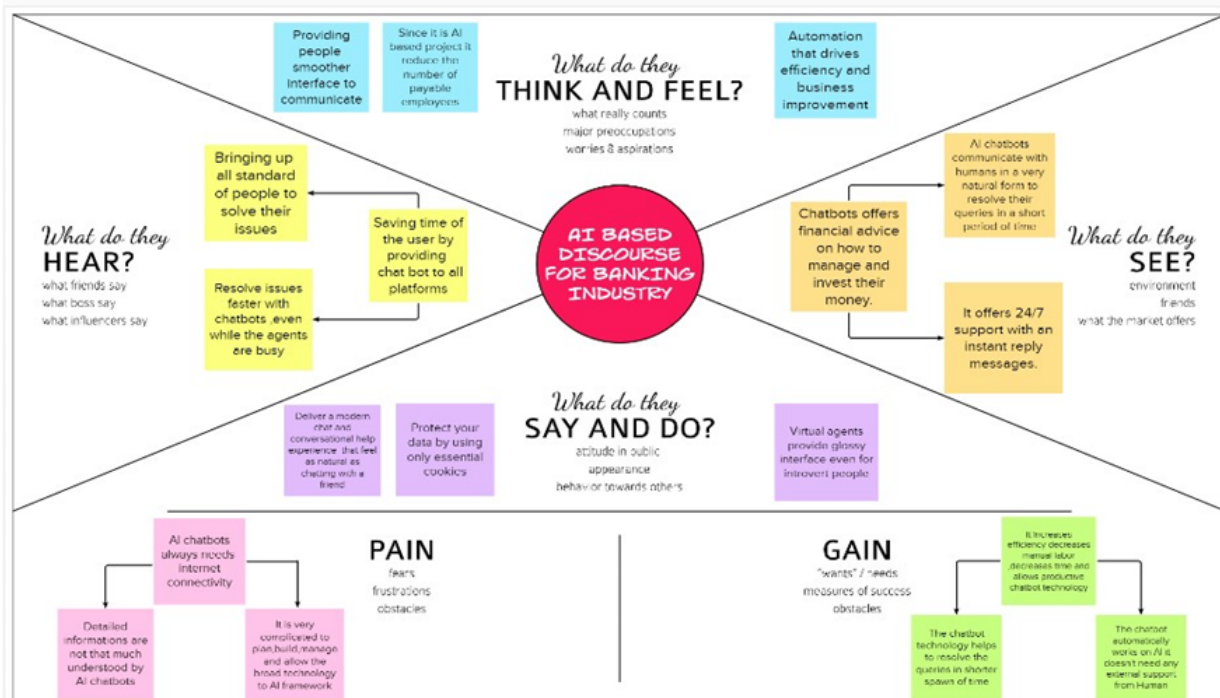 Providing
people
smoother
interface to
communicate
Since it is AI
based project it
reduce the
number of
payable
employees
What do they
THINK AND FEEL?
what really counts
major preoccupations
worries & aspirations
Automation
that drives
efficiency and
business
improvement
What do they
HEAR?
what friends say
what boss say
what influencers say
Bringing up
all standard
of people to
solve their
issues
Saving time of
the user by
providing
chat bot to all
platforms
Resolve issues
faster with
chatbots ,even
while the agents
are busy
AI BASED
DISCOURSE
FOR BANKING
INDUSTRY
Chatbots offers
financial advice
on how to
manage and
invest their
money.
AI chatbots
communicate with
humans in a very
natural form to
resolve their
queries in a short
period of time
It offers 24/7
support with an
instant reply
messages.
What do they
SEE?
environment
friends
what the market offers
Deliver a modern
chat and
conversational help
experience that feel
as natural as
chatting with a
friend
Protect your
data by using
only essential
cookies
What do they
SAY AND DO?
attitude in public
appearance
behavior towards others
Virtual agents
provide glossy
interface even for
introvert people
AI chatbots
always needs
internet
connectivity
Detailed
informations are
not that much
understood by
AI chatbots
It is very
complicated to
plan,build,manage
and allow the
broad technology
to AI framework
PAIN
fears
frustrations
obstacles
GAIN
"wants" / needs
measures of success
obstacles
It increases
efficiency decreases
manual labor
,decreases time and
allows productive
chatbot technology
The chatbot
technology helps
to resolve the
queries in shorter
spawn of time
The chatbot
automatically
works on AI it
doesn't need any
external support
from Human